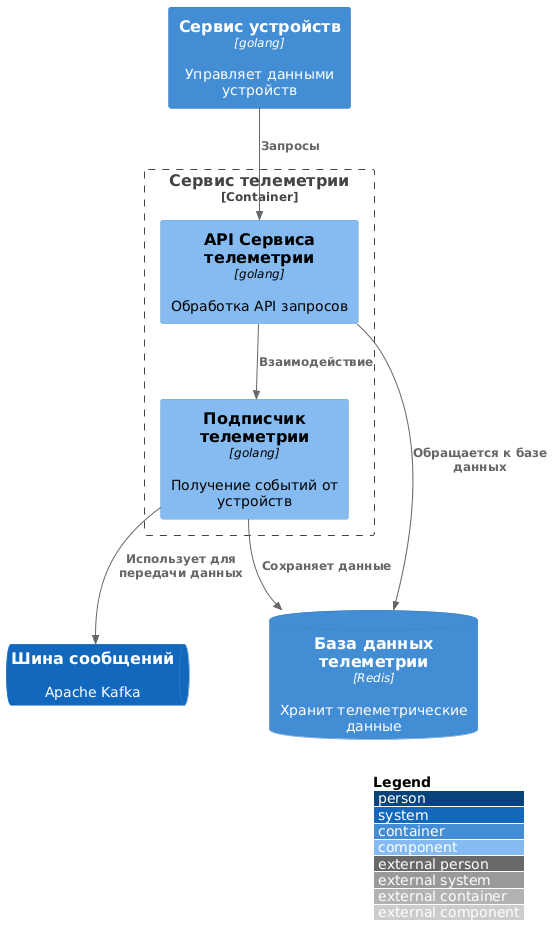 Сервис устройств
[golang]
Управляет данными
устройств
Запросы
Сервис телеметрии
[Container]
API Сервиса
телеметрии
[golang]
Обработка API запросов
Взаимодействие
Подписчик
телеметрии
[golang]
Получение событий от
устройств
Обращается к базе
данных
Использует для
передачи данных
Сохраняет данные
Шина сообщений
Apache Kafka
База данных
телеметрии
[Redis]
Хранит телеметрические
данные
Legend
person
system
container
component
external person
external system
external container
external component